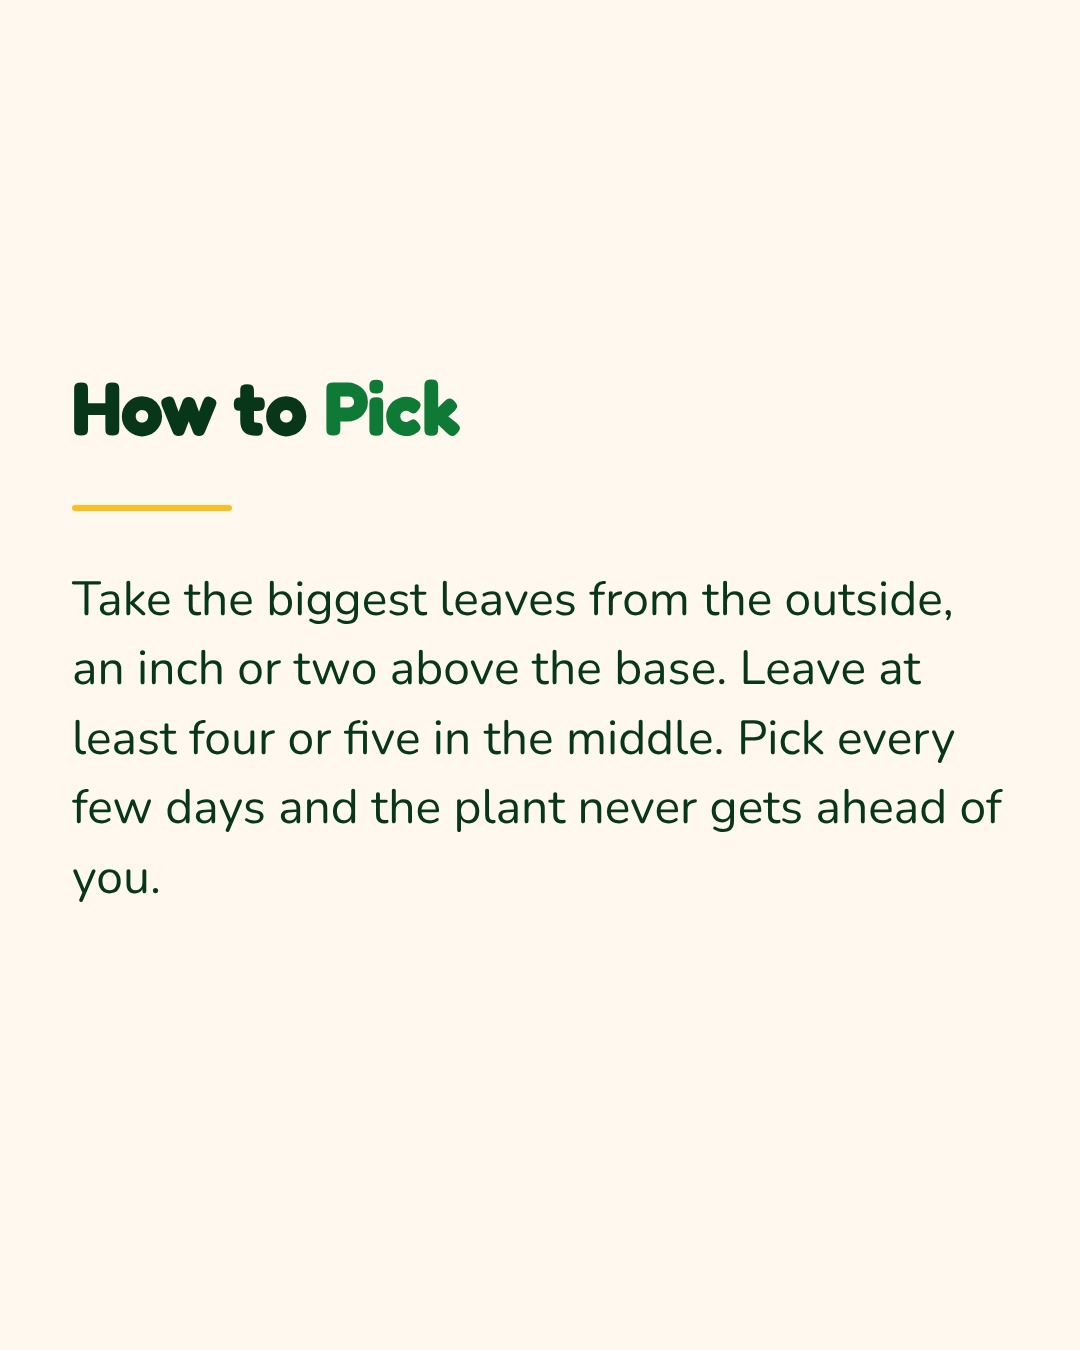 How to Pick
Take the biggest leaves from the outside,
an inch or two above the base. Leave at
least four or five in the middle. Pick every
few days and the plant never gets ahead of
you.